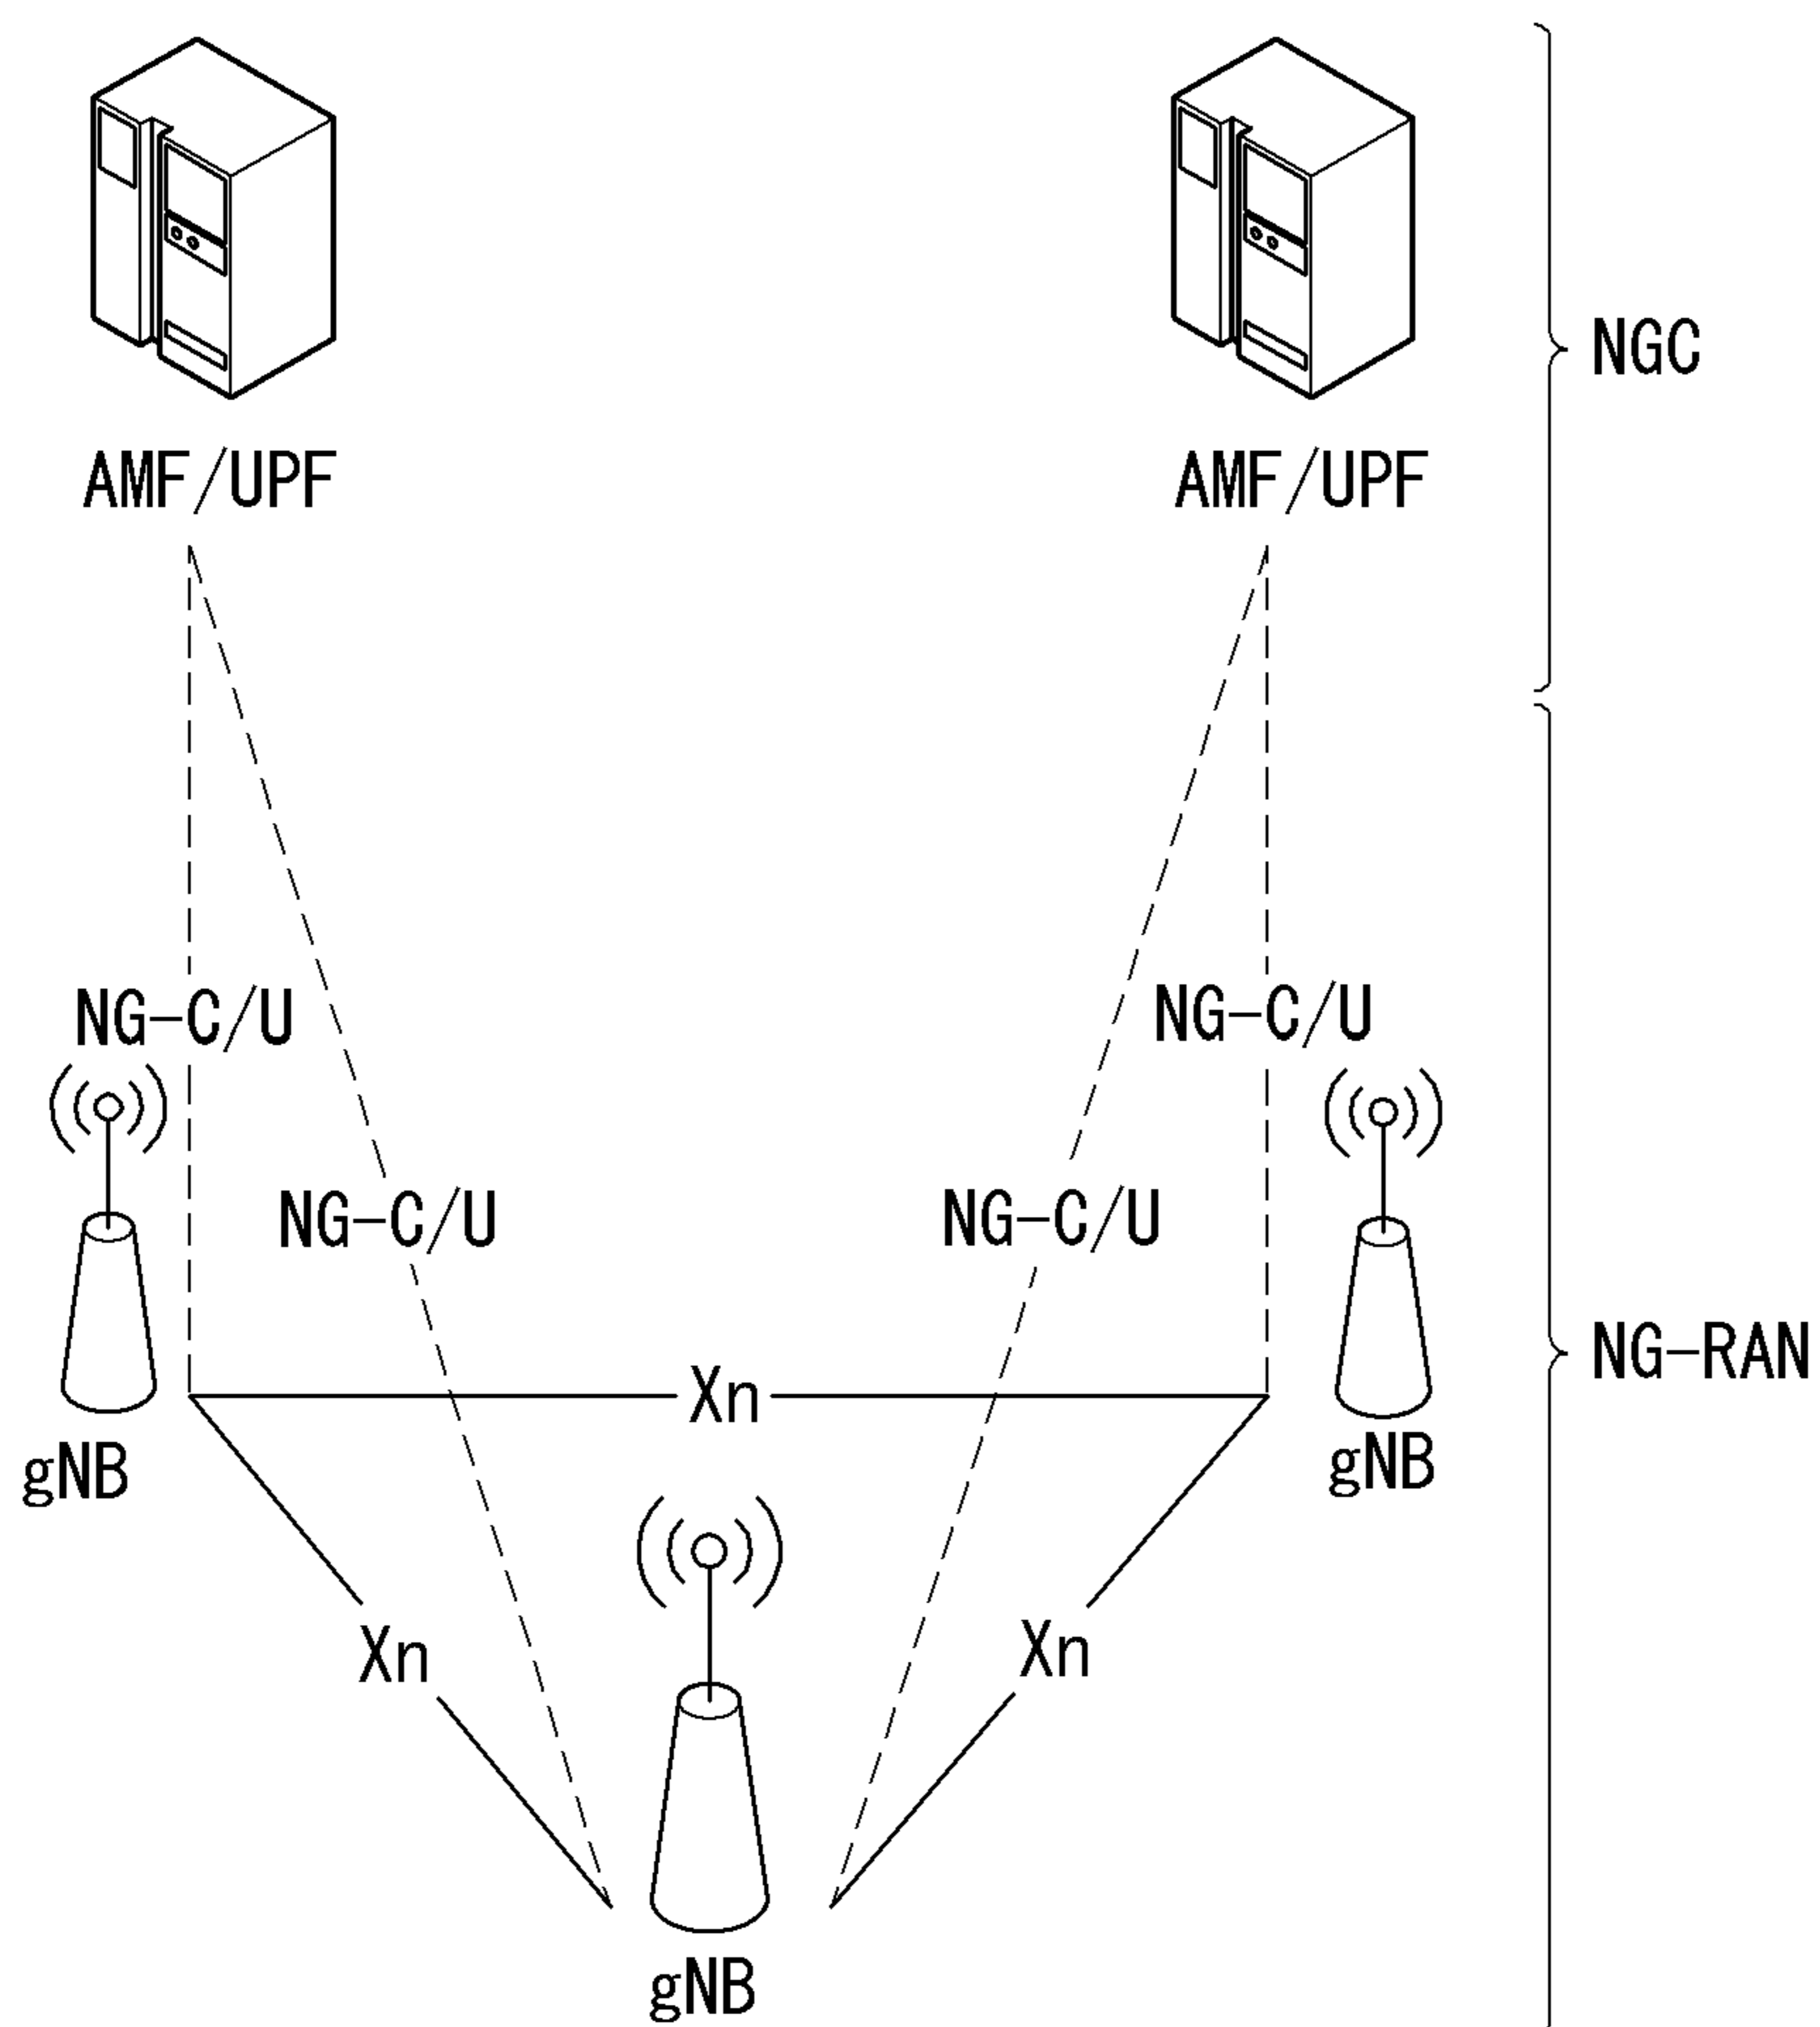 NGC
AMF/UPF
AMF/UPF
NG-C/U
NG-C/U
NG-C/U
NG-C/U
NG-RAN
Xn
gNB
gNB
Xn
Xn
gNB